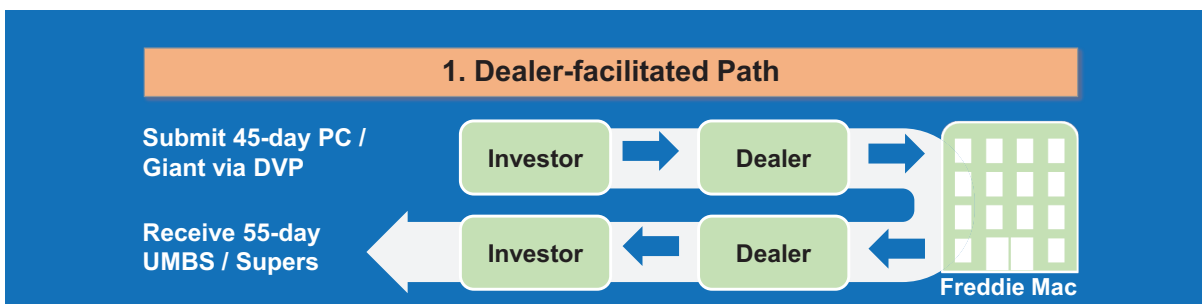 1. Dealer-facilitated Path
Submit 45-day PC /
Giant via DVP
Investor
Dealer
Receive 55-day
UMBS / Supers
Investor
Dealer
Freddie Mac